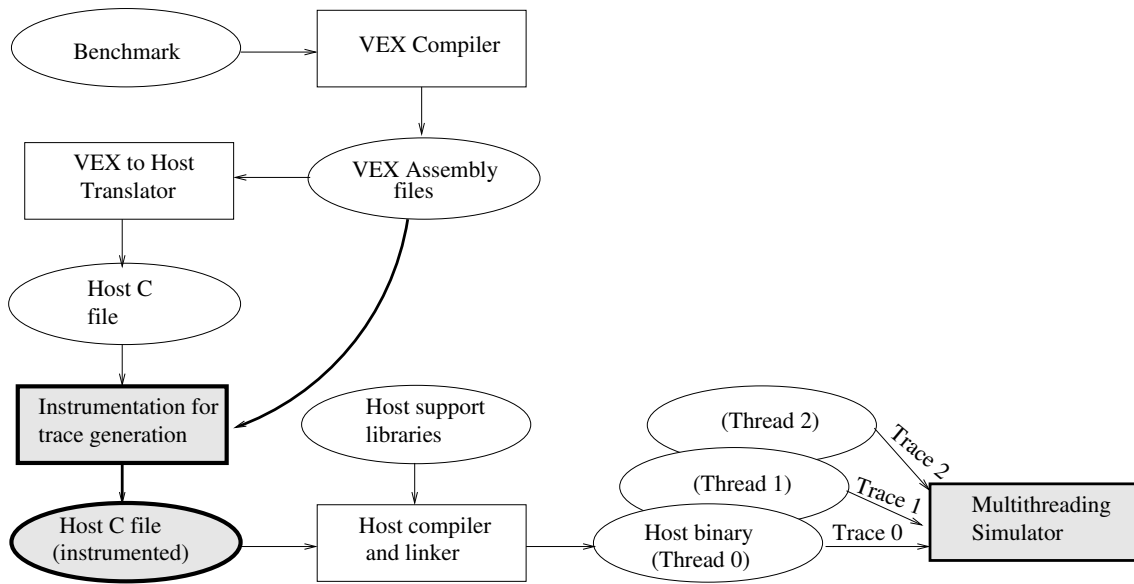 Benchmark
VEX Compiler
VEX to Host
Translator
VEX Assembly
files
Host C
file
Instrumentation for
trace generation
Host support
libraries
(Thread 2)
Trace 2
(Thread 1)
Trace 1
Host C file
(instrumented)
Host compiler
and linker
Host binary
(Thread 0)
Trace 0
Multithreading
Simulator